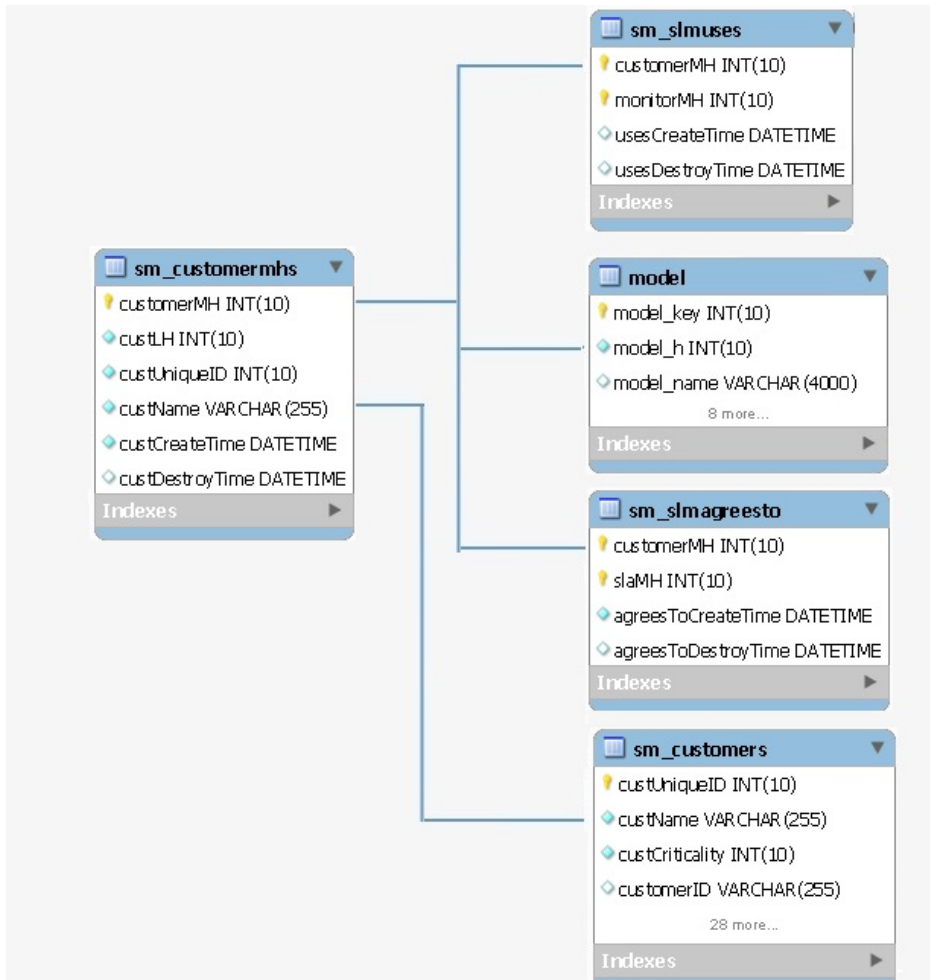 sm_slmuses
customerMH INT(10)
monitorMH INT(10)
usesCreateTime DATETIME
usesDestroyTime DATETIME
Indexes
sm_customermhs
customerMH INT(10)
custLH INT(10)
custUniqueID INT(10)
custName VARCHAR(255)
custCreateTime DATETIME
custDestroyTime DATETIME
Indexes
model
model_key INT(10)
model_h INT(10)
model_name VARCHAR(4000)
8 more...
Indexes
sm_slmagreesto
customerMH INT(10)
slaMH INT(10)
agreesToCreateTime DATETIME
agreesToDestroyTime DATETIME
Indexes
sm_customers
custUniqueID INT(10)
custName VARCHAR(255)
custCriticality INT(10)
customerID VARCHAR(255)
28 more...
Indexes